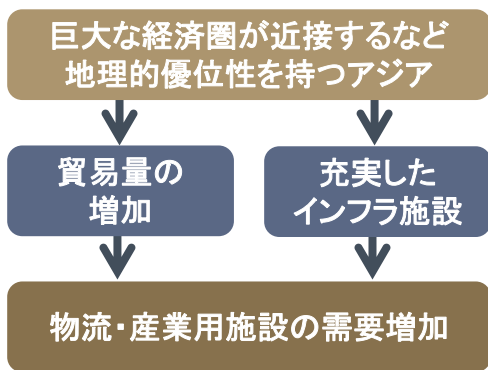 巨大な経済圏が近接するなど
地理的優位性を持つアジア
貿易量の
増加
充実した
インフラ施設
物流・産業用施設の需要増加